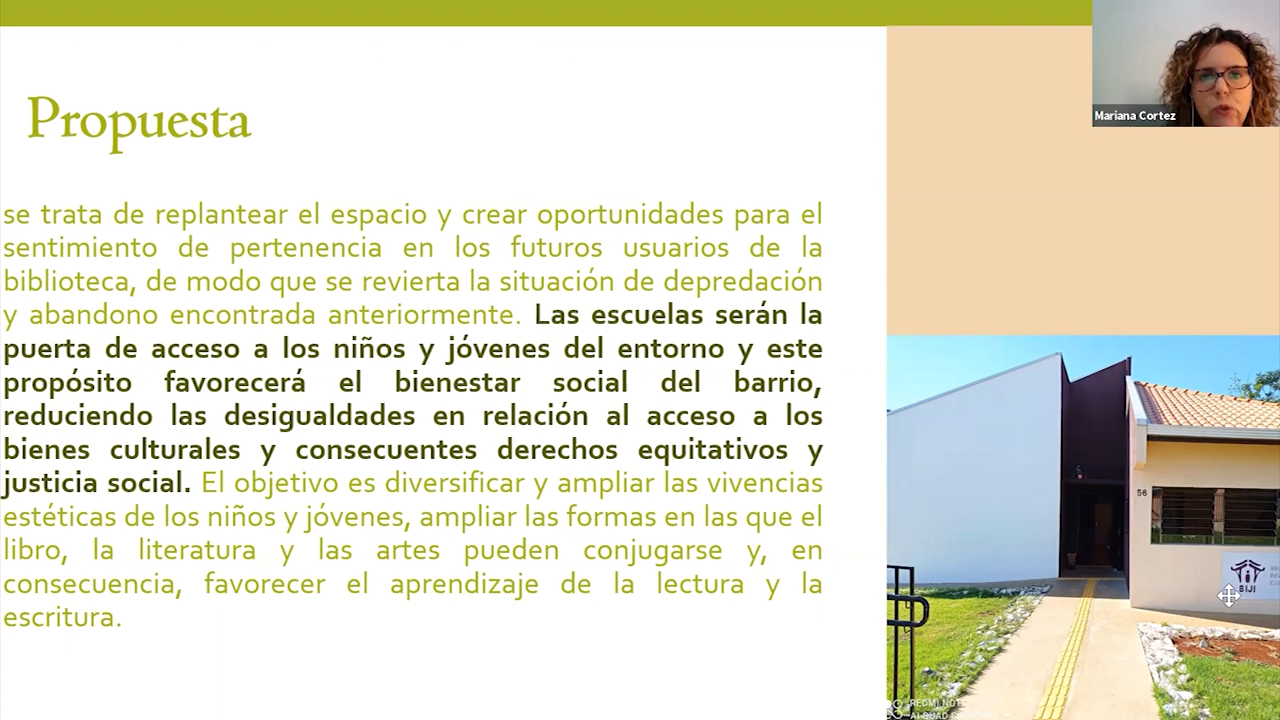 Propuesta
se trata de replantear el espacio y crear oportunidades para el
sentimiento de pertenencia en los futuros usuarios de la
biblioteca, de modo que se revierta la situación de depredación
y abandono encontrada anteriormente. Las escuelas serán la
puerta de acceso a los niños y jóvenes del entorno y este
propósito favorecerá el bienestar social del barrio,
reduciendo las desigualdades en relación al acceso a los
bienes culturales y consecuentes derechos equitativos y
justicia social. El objetivo es diversificar y ampliar las vivencias
estéticas de los niños y jóvenes, ampliar las formas en las que el
libro, la literatura y las artes pueden conjugarse y, en
consecuencia, favorecer el aprendizaje de la lectura y la
escritura.
Mariana Cortez
56
BIJI
REDMI
AI QUAD